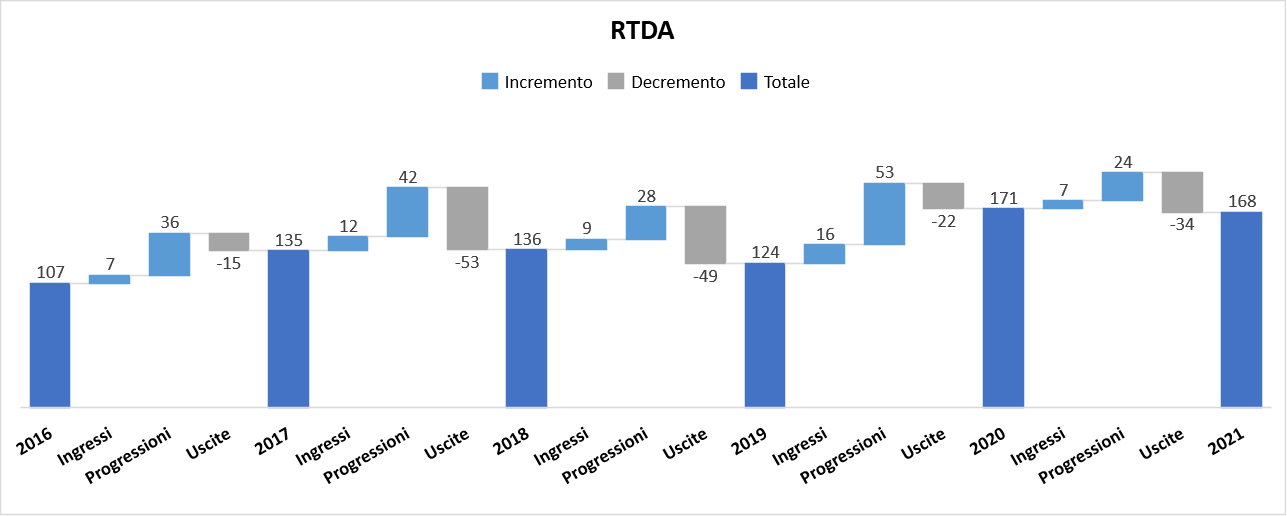 RTDA
Incremento Decremento Totale
107 7 36 -15 135 12 42 -53 136 9 28 -49 124 16 53 -22 171 7 24 -34 168
2016 Ingressi Progressioni Uscite 2017 Ingressi Progressioni Uscite 2018 Ingressi Progressioni Uscite 2019 Ingressi Progressioni Uscite 2020 Ingressi Progressioni Uscite 2021